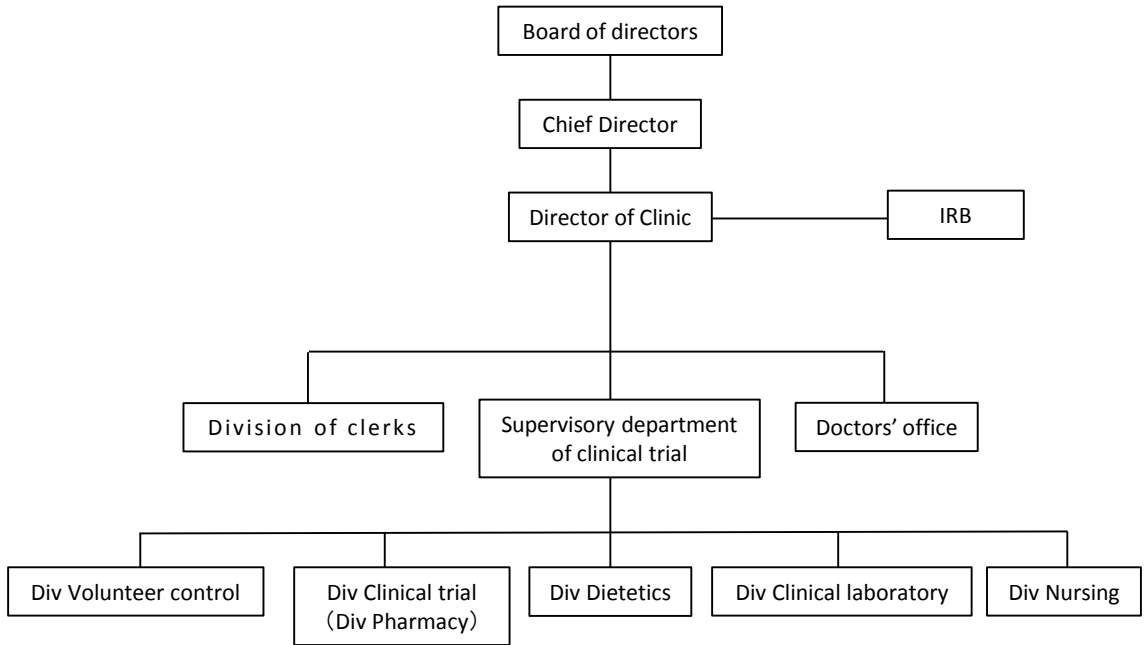 Board of directors
Chief Director
Director of Clinic
IRB
Division of clerks
Supervisory department
of clinical trial
Doctors’ office
Div Volunteer control
Div Clinical trial
（Div Pharmacy）
Div Dietetics
Div Clinical laboratory
Div Nursing